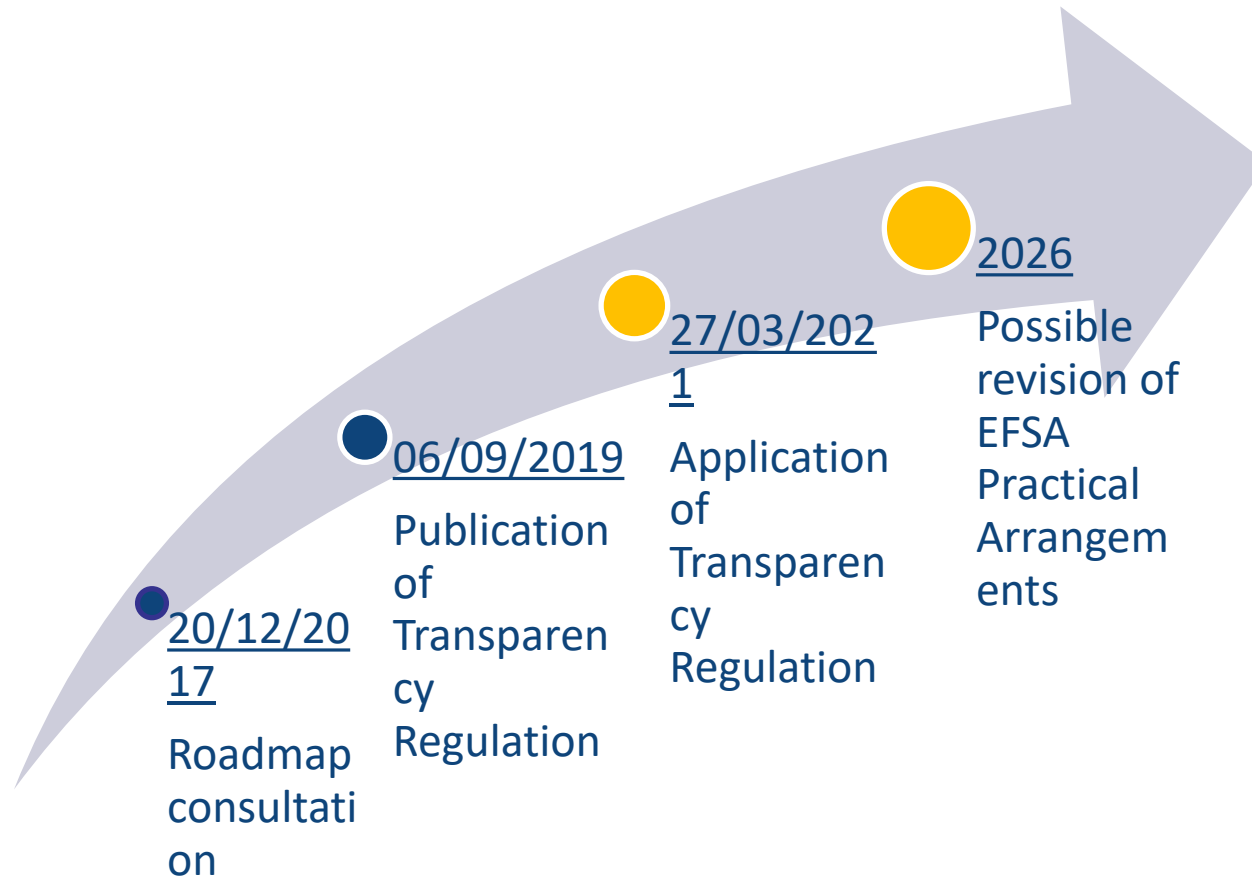 20/12/20
17
Roadmap
consultati
on
06/09/2019
Publication
of
Transparen
cy
Regulation
27/03/202
1
Application
of
Transparen
cy
Regulation
2026
Possible
revision of
EFSA
Practical
Arrangem
ents